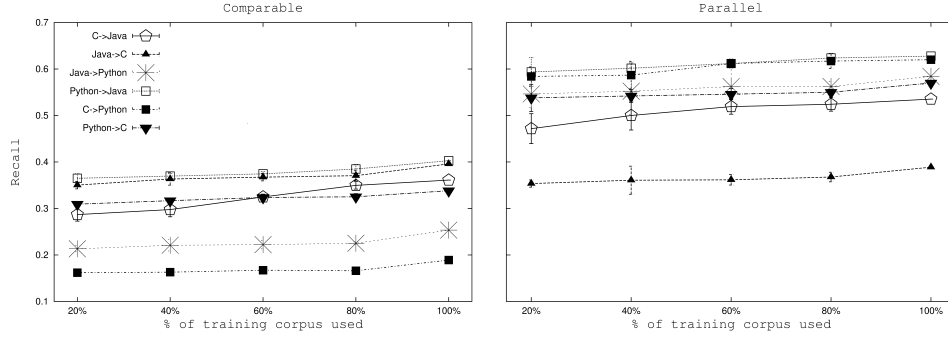 Comparable
Parallel
0.7
0.6
0.5
0.4
0.3
0.2
0.1
Recall
C->Java
Java->C
Java->Python
Python->Java
C->Python
Python->C
20% 40% 60% 80% 100%
20% 40% 60% 80% 100%
% of training corpus used
% of training corpus used